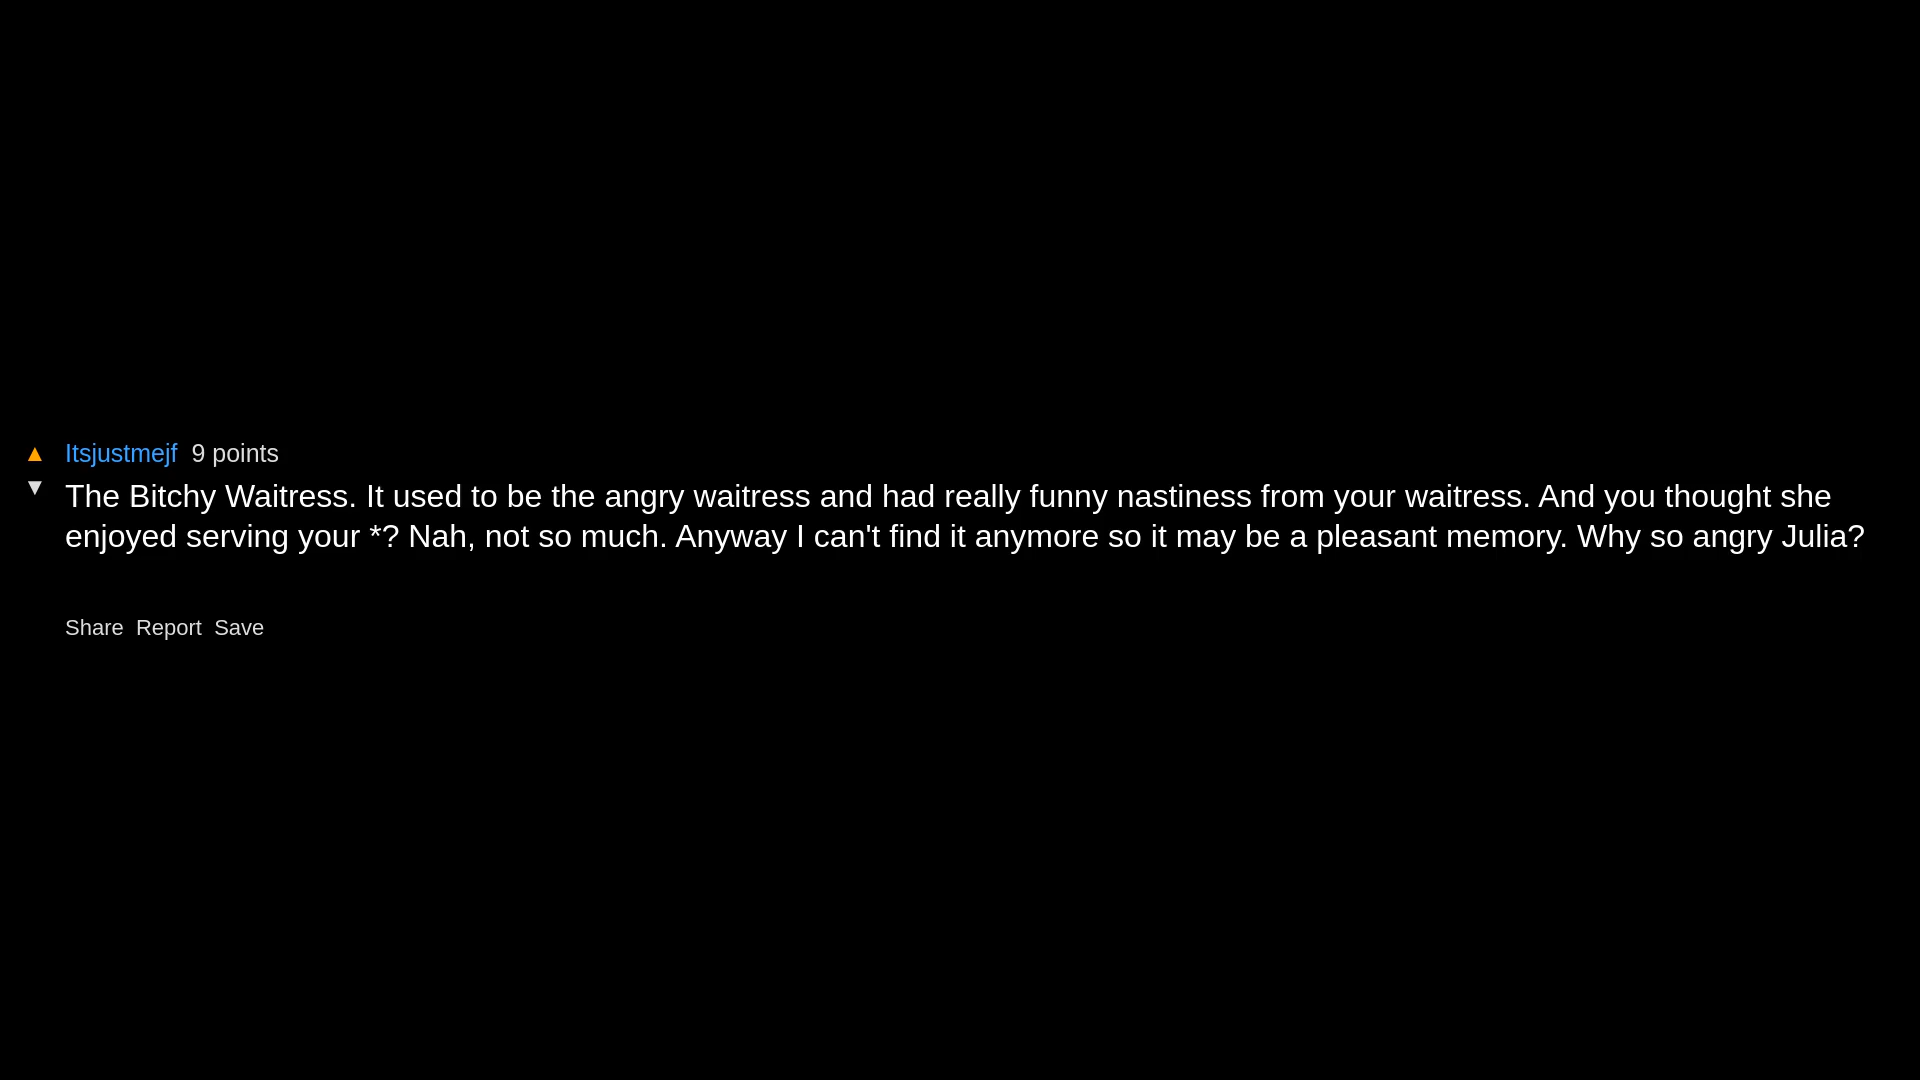 ▲ Itsjustmejf 9 points
▼
The Bitchy Waitress. It used to be the angry waitress and had really funny nastiness from your waitress. And you thought she
enjoyed serving your *? Nah, not so much. Anyway I can't find it anymore so it may be a pleasant memory. Why so angry Julia?
Share Report Save